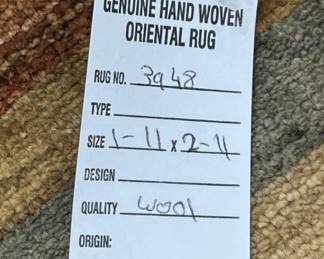 GENUINE HAND WOVEN
ORIENTAL RUG
RUG NO. 3948
TYPE
SIZE 1-11 x 2-11
DESIGN
QUALITY wool
ORIGIN: